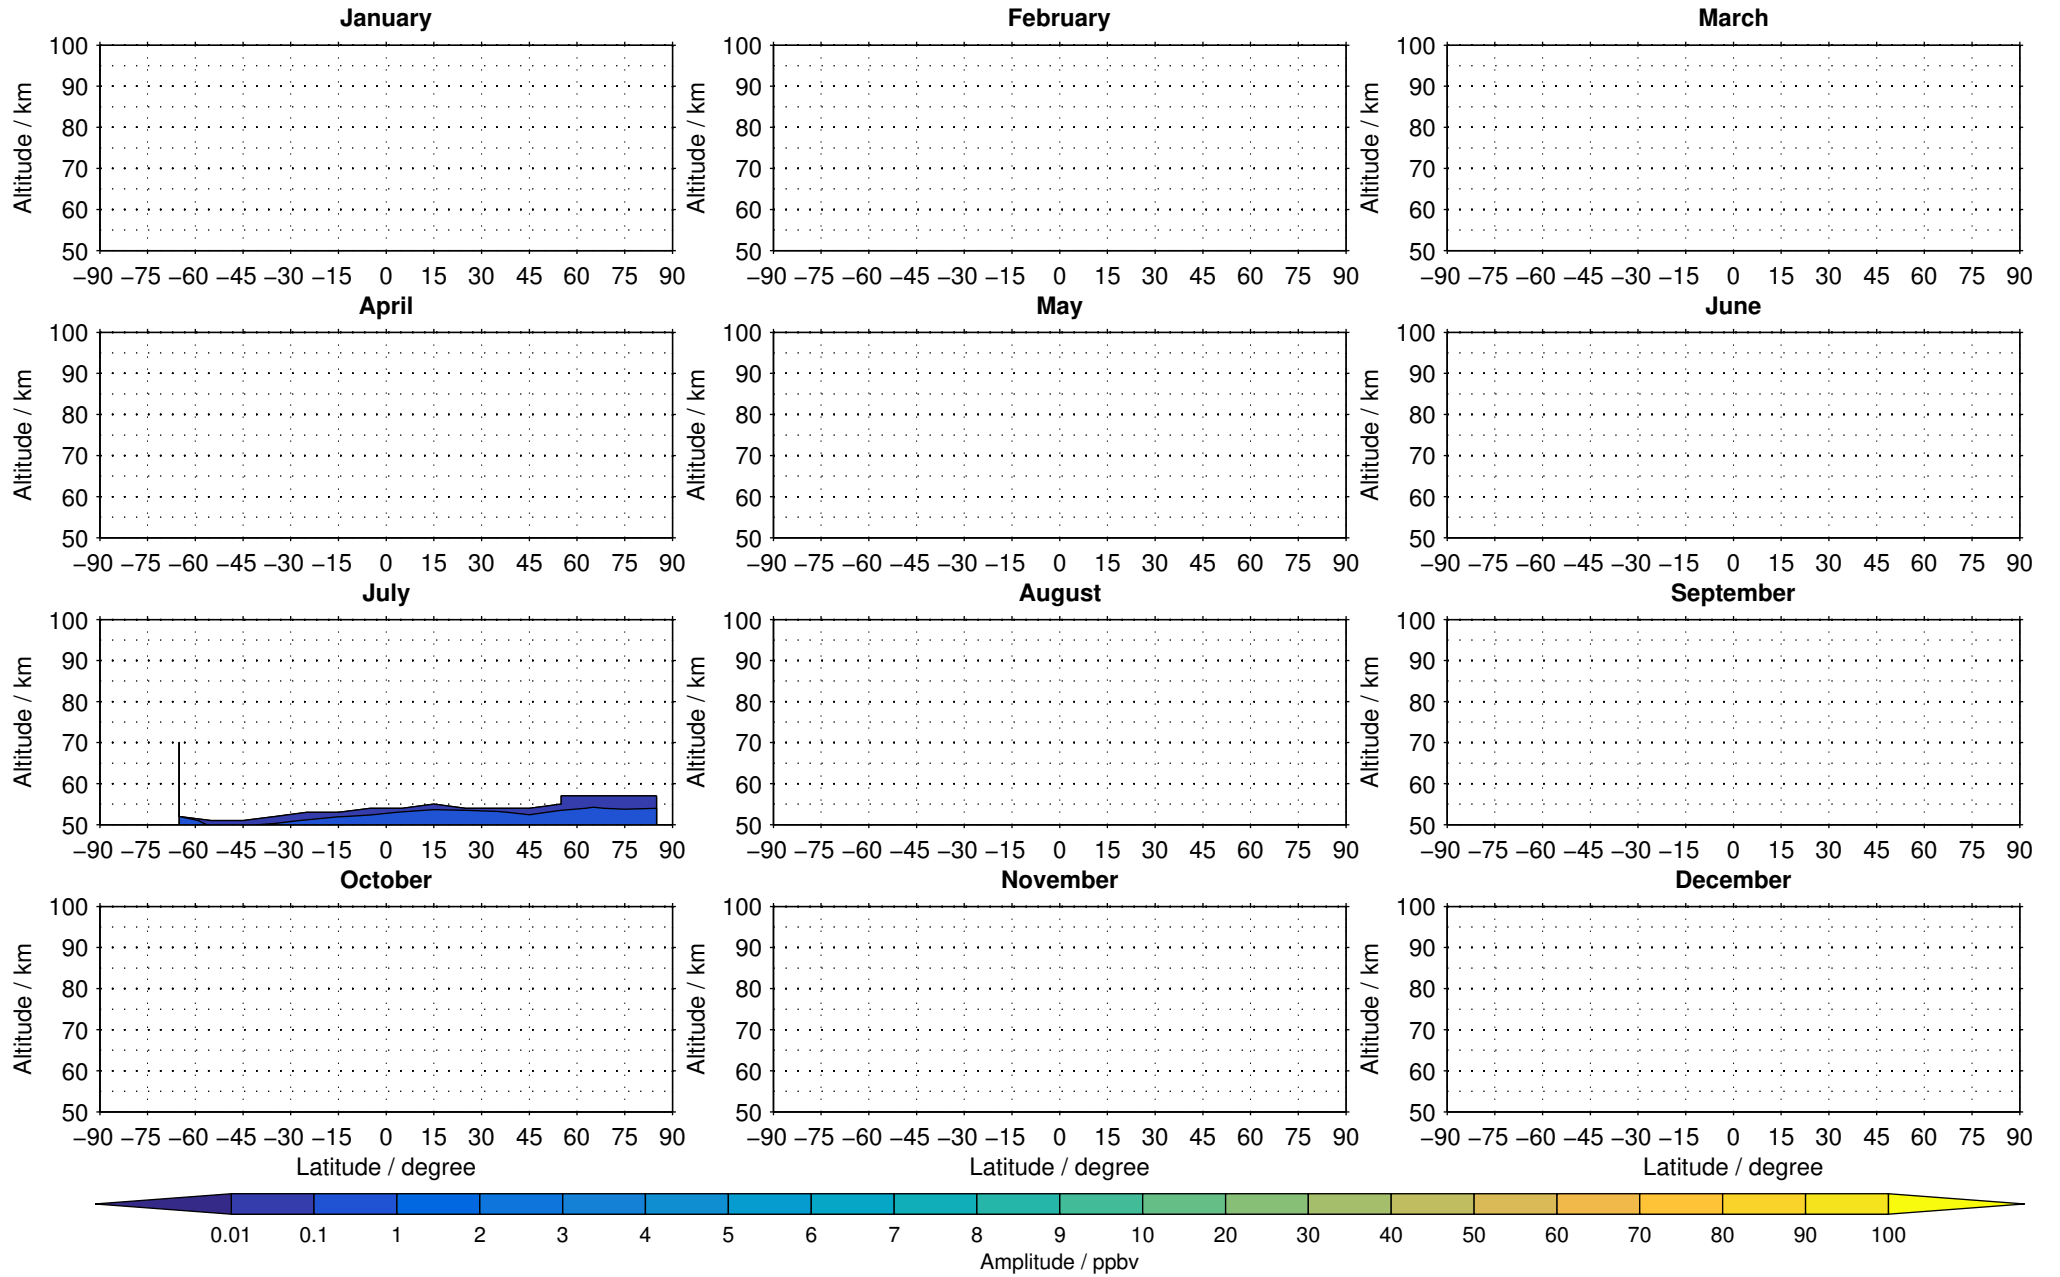 January February March
100 100 100
90 90 90
80 80 80
70 70 70
60 60 60
50 50 50
Altitude / km Altitude / km Altitude / km
−90 −75 −60 −45 −30 −15 0 15 30 45 60 75 90 −90 −75 −60 −45 −30 −15 0 15 30 45 60 75 90 −90 −75 −60 −45 −30 −15 0 15 30 45 60 75 90
April May June
100 100 100
90 90 90
80 80 80
70 70 70
60 60 60
50 50 50
Altitude / km Altitude / km Altitude / km
−90 −75 −60 −45 −30 −15 0 15 30 45 60 75 90 −90 −75 −60 −45 −30 −15 0 15 30 45 60 75 90 −90 −75 −60 −45 −30 −15 0 15 30 45 60 75 90
July August September
100 100 100
90 90 90
80 80 80
70 70 70
60 60 60
50 50 50
Altitude / km Altitude / km Altitude / km
−90 −75 −60 −45 −30 −15 0 15 30 45 60 75 90 −90 −75 −60 −45 −30 −15 0 15 30 45 60 75 90 −90 −75 −60 −45 −30 −15 0 15 30 45 60 75 90
October November December
100 100 100
90 90 90
80 80 80
70 70 70
60 60 60
50 50 50
Altitude / km Altitude / km Altitude / km
−90 −75 −60 −45 −30 −15 0 15 30 45 60 75 90 −90 −75 −60 −45 −30 −15 0 15 30 45 60 75 90 −90 −75 −60 −45 −30 −15 0 15 30 45 60 75 90
Latitude / degree Latitude / degree Latitude / degree
0.01 0.1 1 2 3 4 5 6 7 8 9 10 20 30 40 50 60 70 80 90 100
Amplitude / ppbv